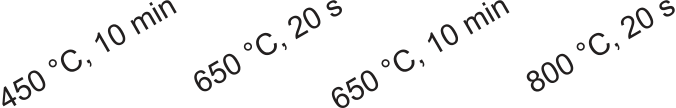 450 °C, 10 min
650 °C, 20 s
650 °C, 10 min
800 °C, 20 s